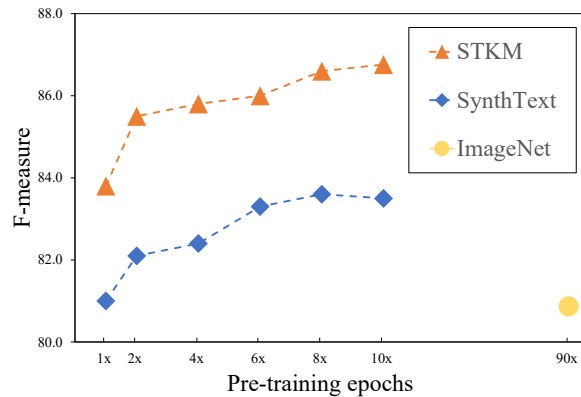 88.0
86.0
84.0
82.0
80.0
F-measure
STKM
SynthText
ImageNet
1x 2x 4x 6x 8x 10x 90x
Pre-training epochs